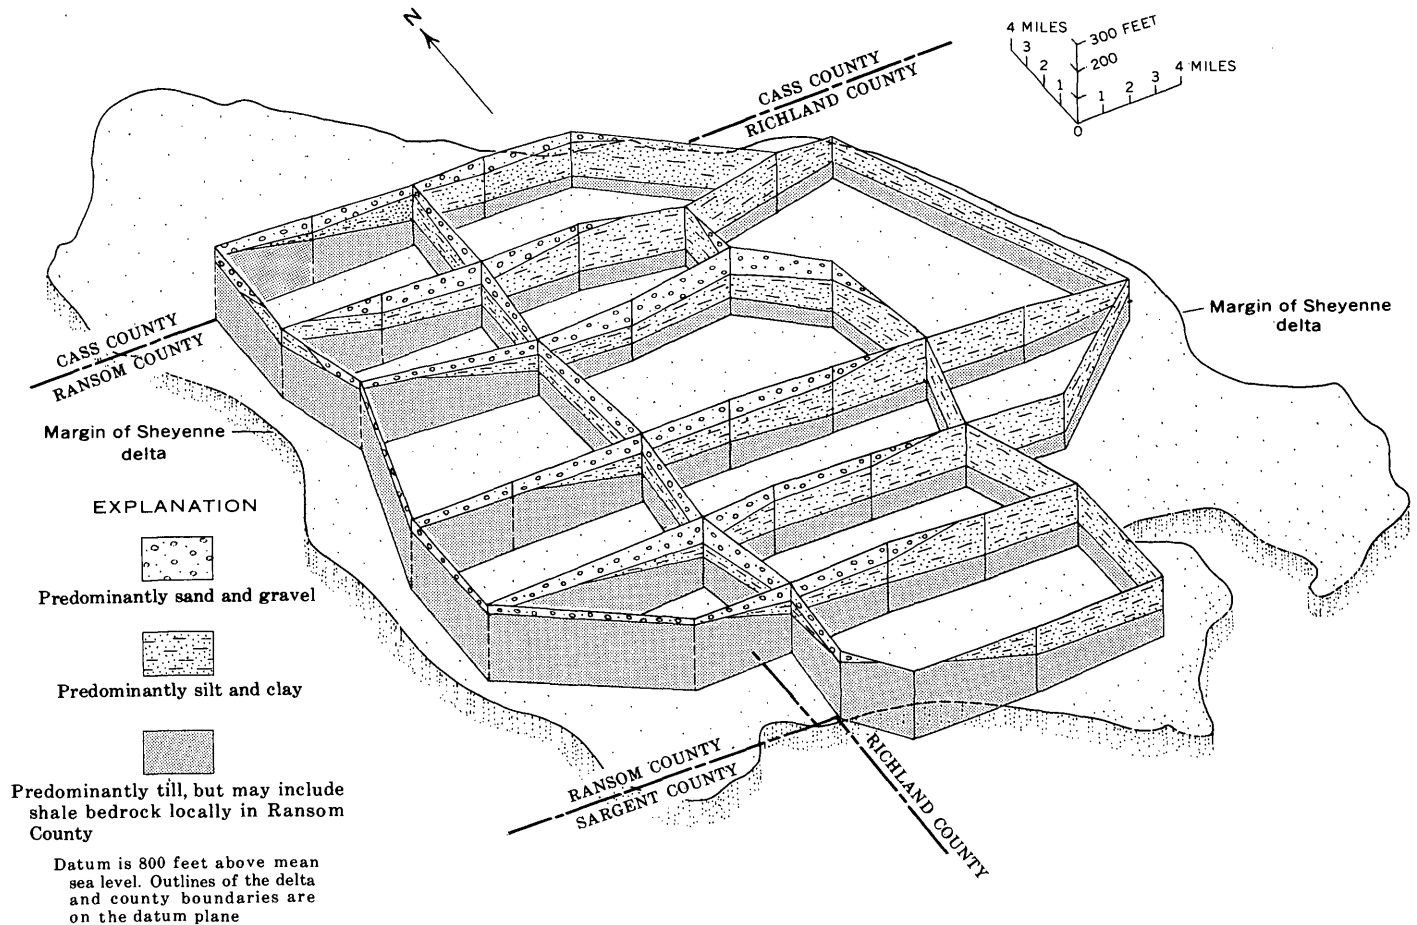 N
CASS COUNTY
RICHLAND COUNTY
4 MILES
3
2
1
0
300 FEET
200
1
2
3
4 MILES
Margin of Sheyenne
delta
CASS COUNTY
RANSOM COUNTY
Margin of Sheyenne
delta
EXPLANATION
Predominantly sand and gravel
Predominantly silt and clay
Predominantly till, but may include
shale bedrock locally in Ransom
County
Datum is 800 feet above mean
sea level. Outlines of the delta
and county boundaries are
on the datum plane
RANSOM COUNTY
SARGENT COUNTY
RICHLAND COUNTY